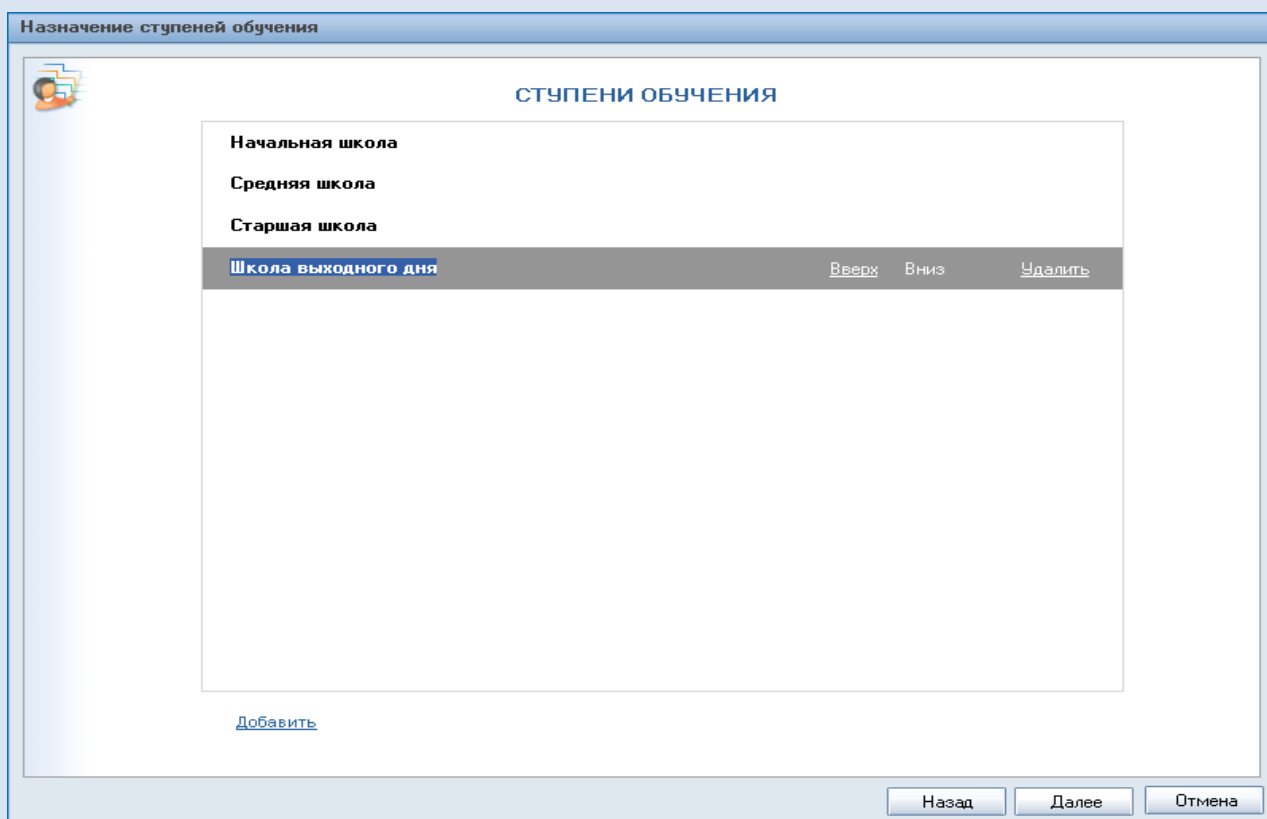 Назначение ступеней обучения
СТУПЕНИ ОБУЧЕНИЯ
Начальная школа
Средняя школа
Старшая школа
Школа выходного дня Вверх Вниз Удалить
Добавить
Назад Далее Отмена